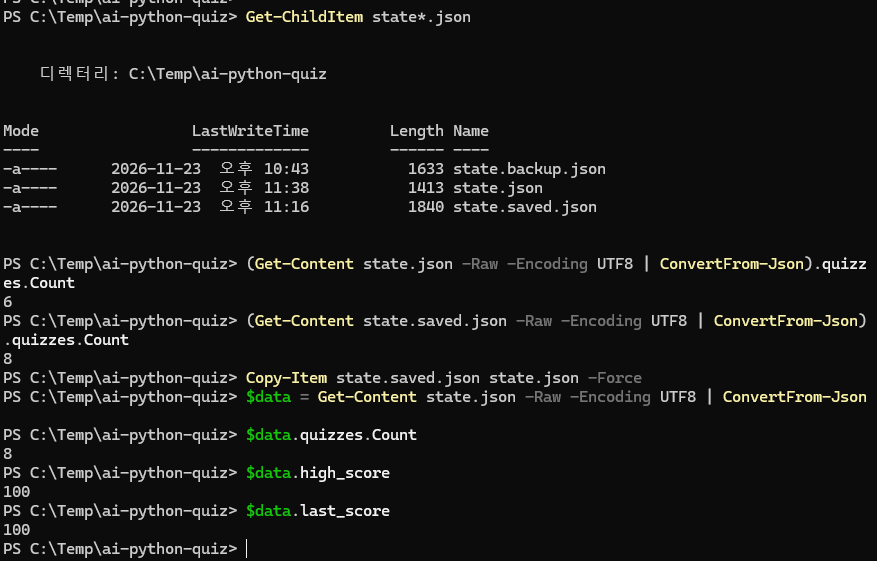 PS C:\Temp\ai-python-quiz>
PS C:\Temp\ai-python-quiz> Get-ChildItem state*.json
디렉터리: C:\Temp\ai-python-quiz
Mode                 LastWriteTime         Length Name
----                 -------------         ------ ----
-a----      2026-11-23  오후 10:43           1633 state.backup.json
-a----      2026-11-23  오후 11:38           1413 state.json
-a----      2026-11-23  오후 11:16           1840 state.saved.json
PS C:\Temp\ai-python-quiz> (Get-Content state.json -Raw -Encoding UTF8 | ConvertFrom-Json).quizz
es.Count
6
PS C:\Temp\ai-python-quiz> (Get-Content state.saved.json -Raw -Encoding UTF8 | ConvertFrom-Json)
.quizzes.Count
8
PS C:\Temp\ai-python-quiz> Copy-Item state.saved.json state.json -Force
PS C:\Temp\ai-python-quiz> $data = Get-Content state.json -Raw -Encoding UTF8 | ConvertFrom-Json
PS C:\Temp\ai-python-quiz> $data.quizzes.Count
8
PS C:\Temp\ai-python-quiz> $data.high_score
100
PS C:\Temp\ai-python-quiz> $data.last_score
100
PS C:\Temp\ai-python-quiz>